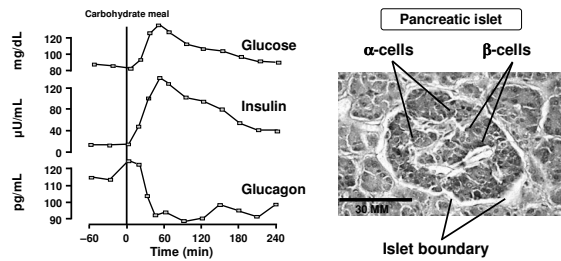 Carbohydrate meal
mg/dL
120
100
80
Glucose
µU/mL
120
80
40
0
Insulin
pg/mL
120
110
100
90
Glucagon
−60 0 60 120 180 240
Time (min)
Pancreatic islet
α-cells β-cells
30 MM
Islet boundary